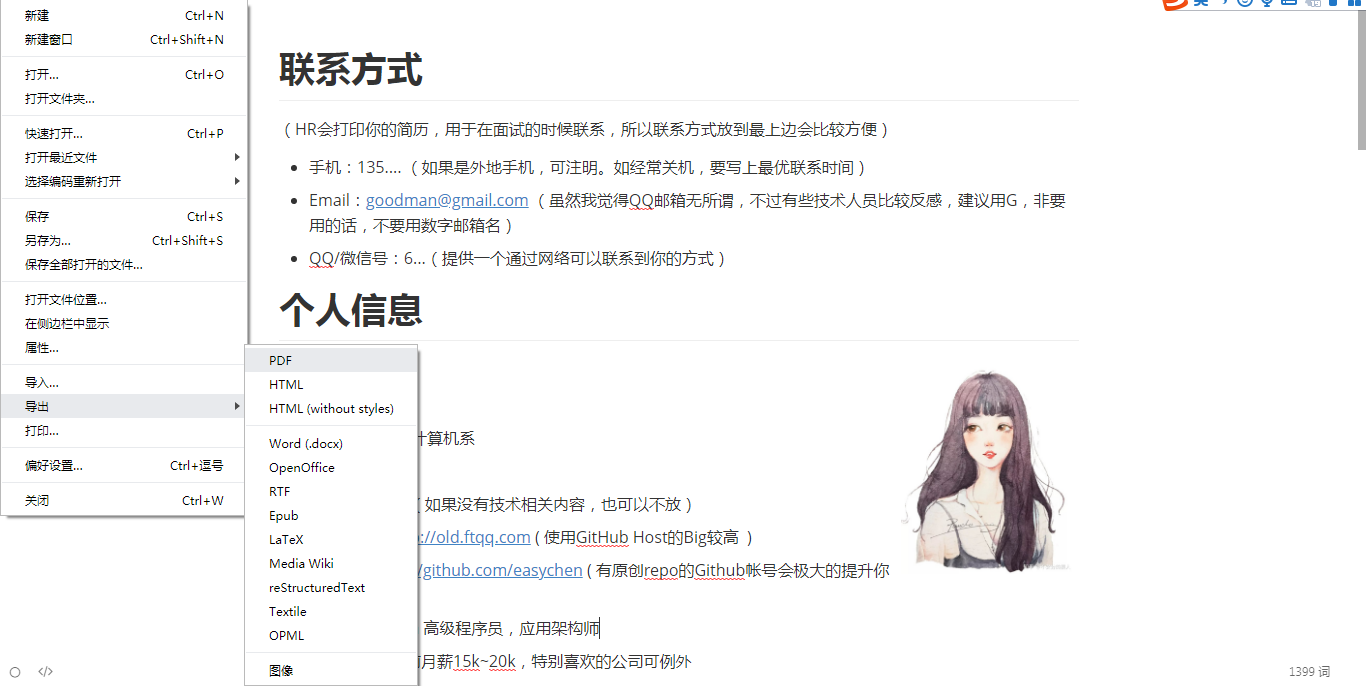 新建 Ctrl+N
新建窗口 Ctrl+Shift+N
打开... Ctrl+O
打开文件夹...
快速打开... Ctrl+P
打开最近文件
选择编码重新打开
保存 Ctrl+S
另存为... Ctrl+Shift+S
保存全部打开的文件...
打开文件位置...
在侧边栏中显示
属性...
导入...
导出
打印...
偏好设置... Ctrl+逗号
关闭 Ctrl+W
PDF
HTML
HTML (without styles)
Word (.docx)
OpenOffice
RTF
Epub
LaTeX
Media Wiki
reStructuredText
Textile
OPML
图像
联系方式
（HR会打印你的简历，用于在面试的时候联系，所以联系方式放到最上边会比较方便）
手机：135....（如果是外地手机，可注明。如经常关机，要写上最优联系时间）
Email：goodman@gmail.com （虽然我觉得QQ邮箱无所谓，不过有些技术人员比较反感，建议用G，非要
用的话，不要用数字邮箱名）
QQ/微信号：6...（提供一个通过网络可以联系到你的方式）
个人信息
计算机系
（如果没有技术相关内容，也可以不放）
://old.ftqq.com ( 使用GitHub Host的Big较高 ）
/github.com/easychen ( 有原创repo的Github帐号会极大的提升你
高级程序员，应用架构师
月薪15k~20k，特别喜欢的公司可例外
1399 词